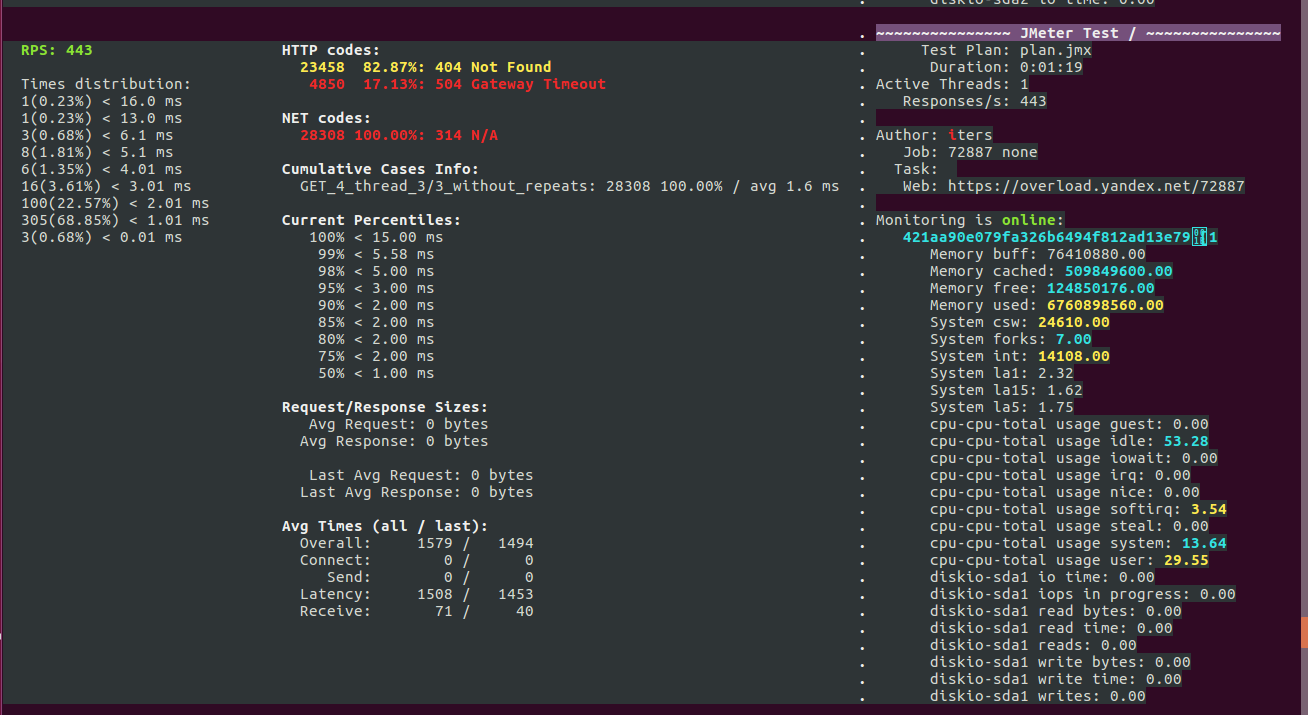 diskio-sda2 io time: 0.00
~~~~~~~~~~~~~~~ JMeter Test / ~~~~~~~~~~~~~~~
RPS: 443
Times distribution:
1(0.23%) < 16.0 ms
1(0.23%) < 13.0 ms
3(0.68%) < 6.1 ms
8(1.81%) < 5.1 ms
6(1.35%) < 4.01 ms
16(3.61%) < 3.01 ms
100(22.57%) < 2.01 ms
305(68.85%) < 1.01 ms
3(0.68%) < 0.01 ms
HTTP codes:
23458 82.87%: 404 Not Found
4850 17.13%: 504 Gateway Timeout
NET codes:
28308 100.00%: 314 N/A
Cumulative Cases Info:
GET_4_thread_3/3_without_repeats: 28308 100.00% / avg 1.6 ms
Current Percentiles:
100% < 15.00 ms
99% < 5.58 ms
98% < 5.00 ms
95% < 3.00 ms
90% < 2.00 ms
85% < 2.00 ms
80% < 2.00 ms
75% < 2.00 ms
50% < 1.00 ms
Request/Response Sizes:
Avg Request: 0 bytes
Avg Response: 0 bytes
Last Avg Request: 0 bytes
Last Avg Response: 0 bytes
Avg Times (all / last):
Overall: 1579 / 1494
Connect: 0 / 0
Send: 0 / 0
Latency: 1508 / 1453
Receive: 71 / 40
Test Plan: plan.jmx
Duration: 0:01:19
Active Threads: 1
Responses/s: 443
Author: iters
Job: 72887 none
Task:
Web: https://overload.yandex.net/72887
Monitoring is online:
421aa90e079fa326b6494f812ad13e79 1
Memory buff: 76410880.00
Memory cached: 509849600.00
Memory free: 124850176.00
Memory used: 6760898560.00
System csw: 24610.00
System forks: 7.00
System int: 14108.00
System la1: 2.32
System la15: 1.62
System la5: 1.75
cpu-cpu-total usage guest: 0.00
cpu-cpu-total usage idle: 53.28
cpu-cpu-total usage iowait: 0.00
cpu-cpu-total usage irq: 0.00
cpu-cpu-total usage nice: 0.00
cpu-cpu-total usage softirq: 3.54
cpu-cpu-total usage steal: 0.00
cpu-cpu-total usage system: 13.64
cpu-cpu-total usage user: 29.55
diskio-sda1 io time: 0.00
diskio-sda1 iops in progress: 0.00
diskio-sda1 read bytes: 0.00
diskio-sda1 read time: 0.00
diskio-sda1 reads: 0.00
diskio-sda1 write bytes: 0.00
diskio-sda1 write time: 0.00
diskio-sda1 writes: 0.00